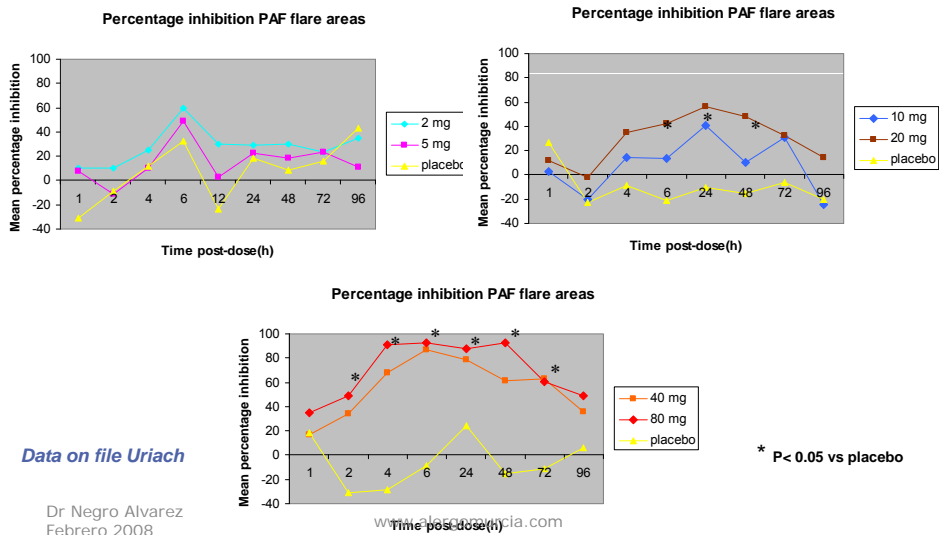 Percentage inhibition PAF flare areas
Mean percentage inhibition
100
80
60
40
20
0
-20
-40
1 2 4 6 12 24 48 72 96
Time post-dose(h)
2 mg
5 mg
placebo
Percentage inhibition PAF flare areas
Mean percentage inhibition
100
80
60
40
20
0
-20
-40
* * *
1 2 4 6 24 48 72 96
Time post-dose(h)
10 mg
20 mg
placebo
Percentage inhibition PAF flare areas
Mean percentage inhibition
100
80
60
40
20
0
-20
-40
* * * * * *
1 2 4 6 24 48 72 96
Time post-dose(h)
40 mg
80 mg
placebo
Data on file Uriach
* P< 0.05 vs placebo
Dr Negro Alvarez
Febrero 2008
www.alergomurcia.com